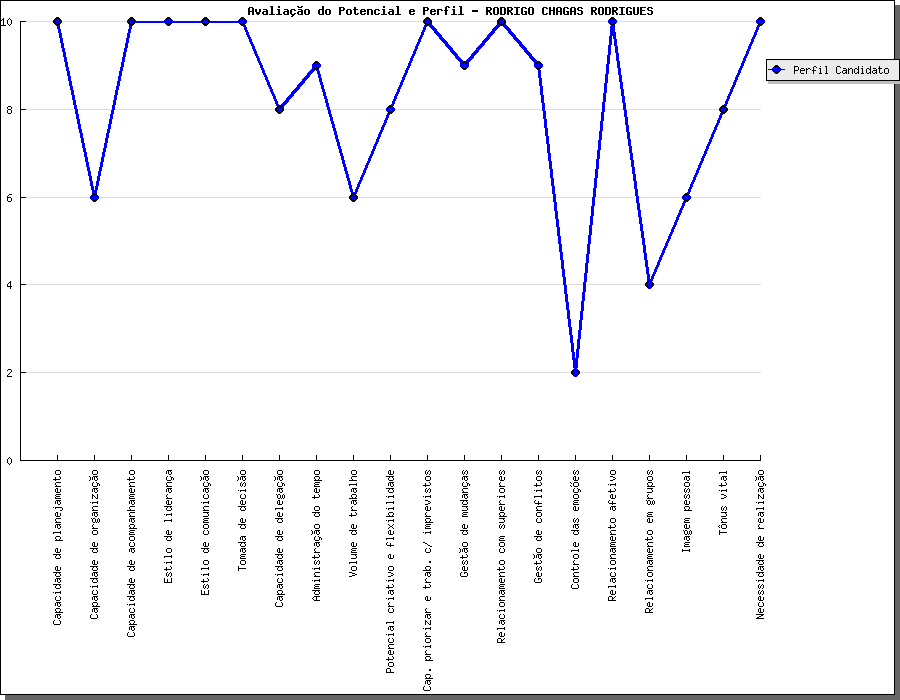 Avaliação do Potencial e Perfil - RODRIGO CHAGAS RODRIGUES
Perfil Candidato
10
8
6
4
2
0
Capacidade de planejamento
Capacidade de organização
Capacidade de acompanhamento
Estilo de liderança
Estilo de comunicação
Tomada de decisão
Capacidade de delegação
Administração do tempo
Volume de trabalho
Potencial criativo e flexibilidade
Cap. priorizar e trab. c/ imprevistos
Gestão de mudanças
Relacionamento com superiores
Gestão de conflitos
Controle das emoções
Relacionamento afetivo
Relacionamento em grupos
Imagem pessoal
Tônus vital
Necessidade de realização